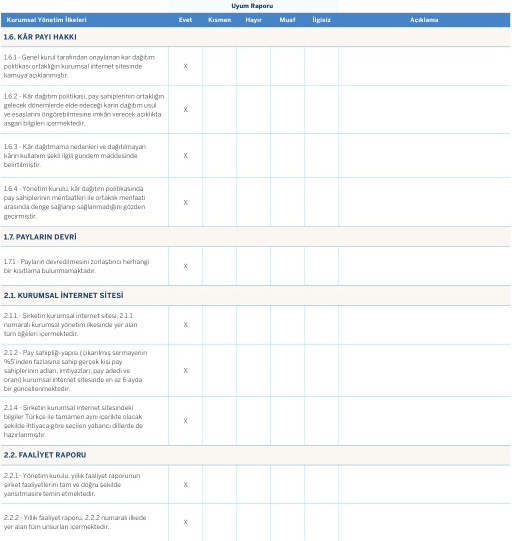 Uyum Raporu
Kurumsal Yönetim İlkeleri Evet Kısmen Hayır Muaf İlgisiz Açıklama
1.6. KÂR PAYI HAKKI
1.6.1 - Genel kurul tarafından onaylanan kar dağıtım
politikası ortaklığın kurumsal internet sitesinde
kamuya açıklanmıştır.
X
1.6.2 - Kâr dağıtım politikası, pay sahiplerinin ortaklığın
gelecek dönemlerde elde edeceği karın dağıtım usul
ve esaslarını öngörebilmesine imkân verecek açıklıkta
asgari bilgileri içermektedir.
X
1.6.3 - Kâr dağıtmama nedenleri ve dağıtılmayan
kârın kullanım şekli ilgili gündem maddesinde
belirtilmiştir.
X
1.6.4 - Yönetim kurulu, kâr dağıtım politikasında
pay sahiplerinin menfaatleri ile ortaklık menfaati
arasında denge sağlanıp sağlanmadığını gözden
geçirmiştir.
X
1.7. PAYLARIN DEVRİ
1.7.1 - Payların devredilmesini zorlaştırıcı herhangi
bir kısıtlama bulunmamaktadır.
X
2.1. KURUMSAL İNTERNET SİTESİ
2.1.1. - Şirketin kurumsal internet sitesi, 2.1.1
numaralı kurumsal yönetim ilkesinde yer alan
tüm öğeleri içermektedir.
X
2.1.2 - Pay sahipliği yapısı (çıkarılmış sermayenin
%5'inden fazlasına sahip gerçek kişi pay
sahiplerinin adları, imtiyazları, pay adedi ve
oranı) kurumsal internet sitesinde en az 6 ayda
bir güncellenmektedir.
X
2.1.4 - Şirketin kurumsal internet sitesindeki
bilgiler Türkçe ile tamamen aynı içerikte olacak
şekilde ihtiyaca göre seçilen yabancı dillerde de
hazırlanmıştır.
X
2.2. FAALİYET RAPORU
2.2.1 - Yönetim kurulu, yıllık faaliyet raporunun
şirket faaliyetlerini tam ve doğru şekilde
yansıtmasını temin etmektedir.
X
2.2.2 - Yıllık faaliyet raporu, 2.2.2 numaralı ilkede
yer alan tüm unsurları içermektedir.
X